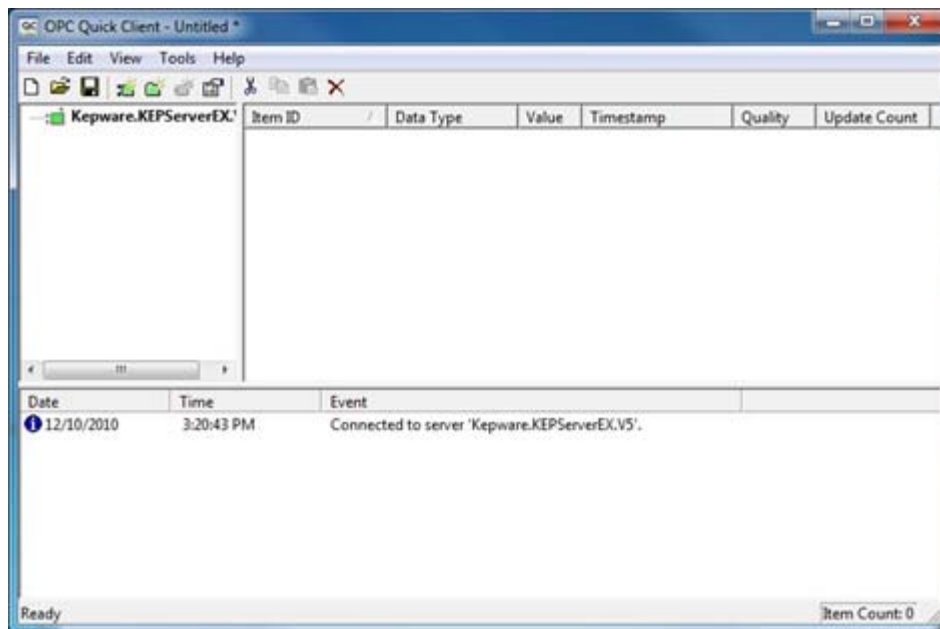 OPC Quick Client - Untitled *
File Edit View Tools Help
Kepware.KEPServerEX.'
Item ID / Data Type Value Timestamp Quality Update Count
Date Time Event
12/10/2010 3:20:43 PM Connected to server 'Kepware.KEPServerEX.V5'.
Ready Item Count: 0